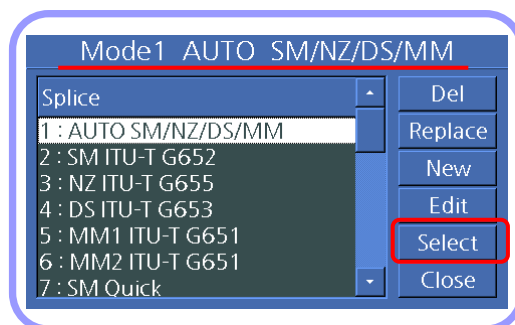 Mode1 AUTO SM/NZ/DS/MM
Splice
1 : AUTO SM/NZ/DS/MM
2 : SM ITU-T G652
3 : NZ ITU-T G655
4 : DS ITU-T G653
5 : MM1 ITU-T G651
6 : MM2 ITU-T G651
7 : SM Quick
Del
Replace
New
Edit
Select
Close